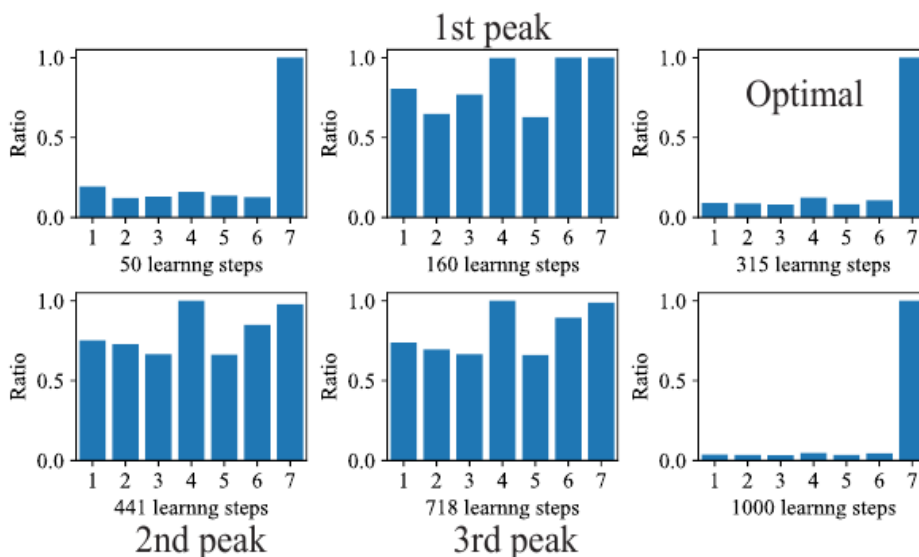 1st peak
1.0
0.5
0.0
Ratio
1 2 3 4 5 6 7
50 learnng steps
1.0
0.5
0.0
Ratio
1 2 3 4 5 6 7
160 learnng steps
1.0
0.5
0.0
Ratio
Optimal
1 2 3 4 5 6 7
315 learnng steps
1.0
0.5
0.0
Ratio
1 2 3 4 5 6 7
441 learnng steps
2nd peak
1.0
0.5
0.0
Ratio
1 2 3 4 5 6 7
718 learnng steps
3rd peak
1.0
0.5
0.0
Ratio
1 2 3 4 5 6 7
1000 learnng steps